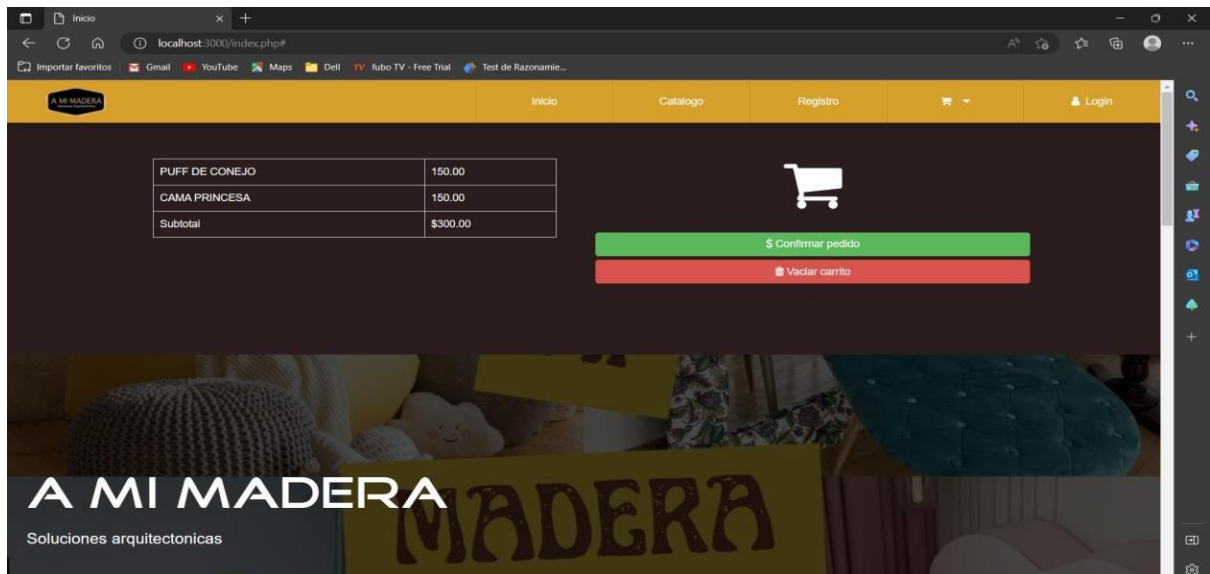 Inicio
localhost:3000/index.php#
Importar favoritos Gmail YouTube Maps Dell fubo TV - Free Trial Test de Razonamie...
A MI MADERA
Inicio Catalogo Registro Login
PUFF DE CONEJO 150.00
CAMA PRINCESA 150.00
Subtotal $300.00
$ Confirmar pedido
Vaciar carrito
A MI MADERA
Soluciones arquitectonicas
MADERA